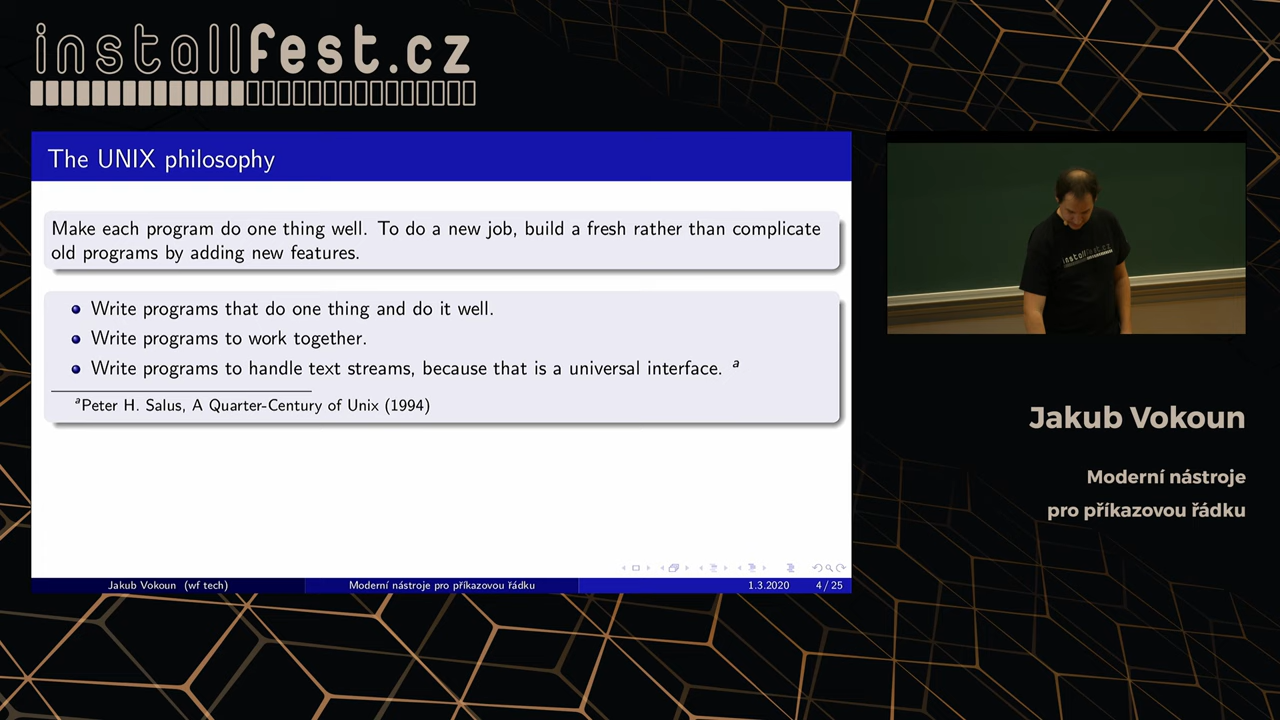 installfest.cz
The UNIX philosophy
Make each program do one thing well. To do a new job, build a fresh rather than complicate
old programs by adding new features.
Write programs that do one thing and do it well.
Write programs to work together.
Write programs to handle text streams, because that is a universal interface. a
aPeter H. Salus, A Quarter-Century of Unix (1994)
Jakub Vokoun (wf tech)
Moderní nástroje pro příkazovou řádku
1.3.2020
4 / 25
installfest.cz
Jakub Vokoun
Moderní nástroje
pro příkazovou řádku